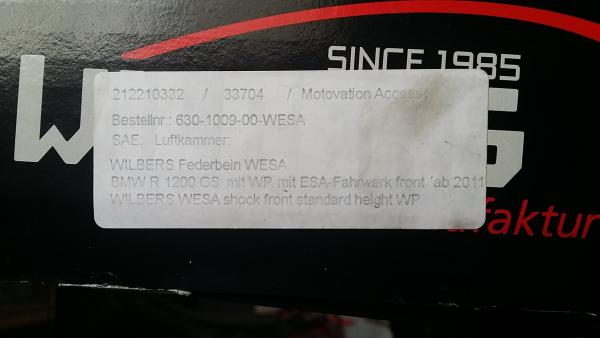 SINCE 1985
W
S
212210332 / 33704 / Motovation Access
Bestellnr.: 630-1009-00-WESA
SAE: Luftkammer:
WILBERS Federbein WESA
BMW R 1200 GS mit WP, mit ESA-Fahrwerk front ab 2011
WILBERS WESA shock front standard height WP
ufaktur